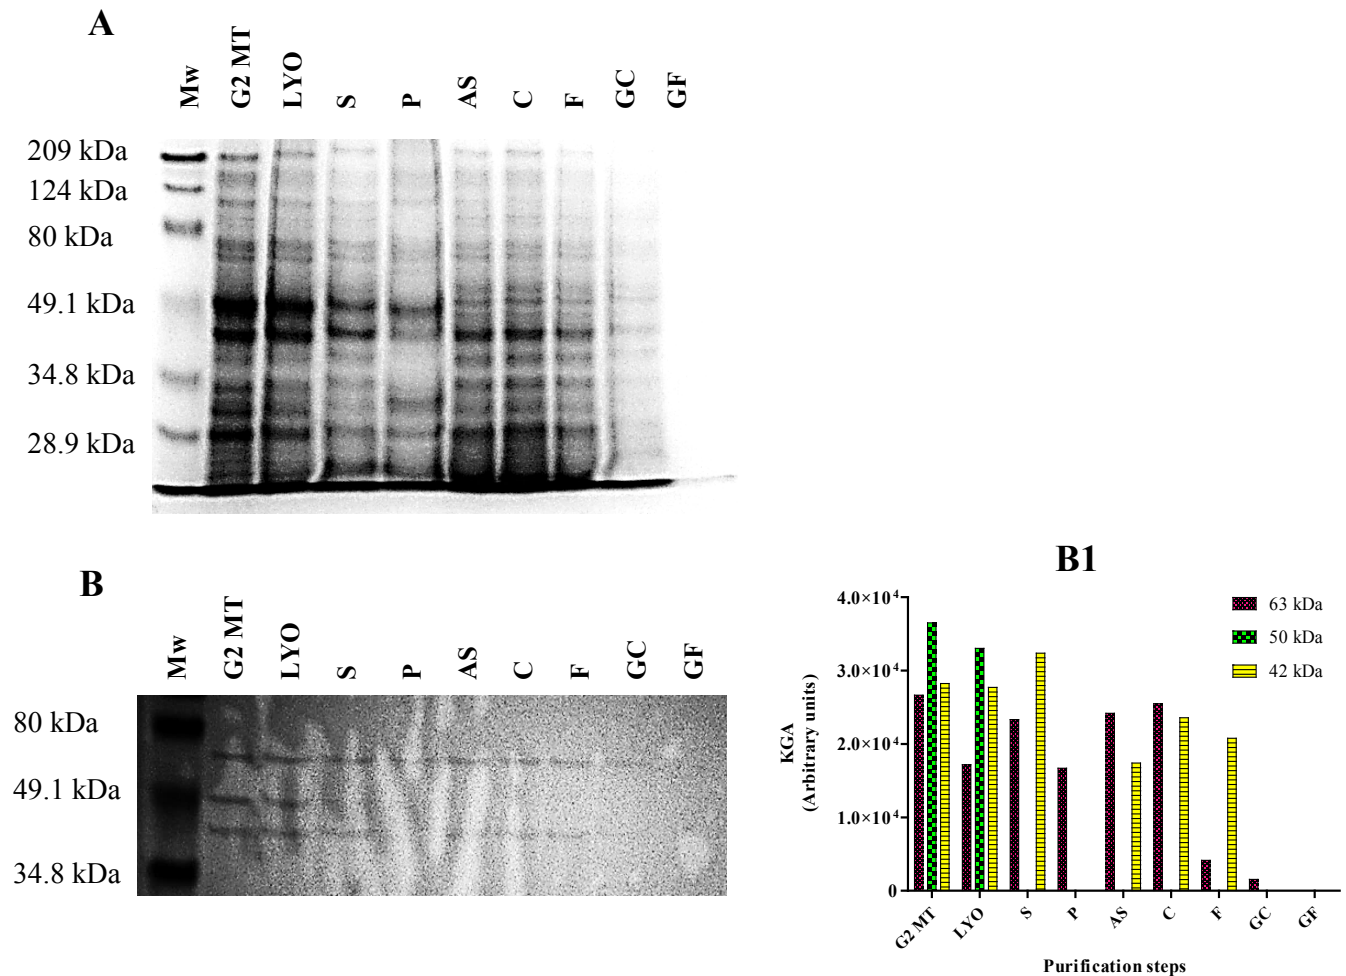 A
Mw G2 MT LYO S P AS C F GC GF
209 kDa
124 kDa
80 kDa
49.1 kDa
34.8 kDa
28.9 kDa
B
Mw G2 MT LYO S P AS C F GC GF
80 kDa
49.1 kDa
34.8 kDa
B1
KGA
(Arbitrary units)
4.0×10⁴
3.0×10⁴
2.0×10⁴
1.0×10⁴
0
63 kDa
50 kDa
42 kDa
G2 MT LYO S P AS C F GC GF
Purification steps